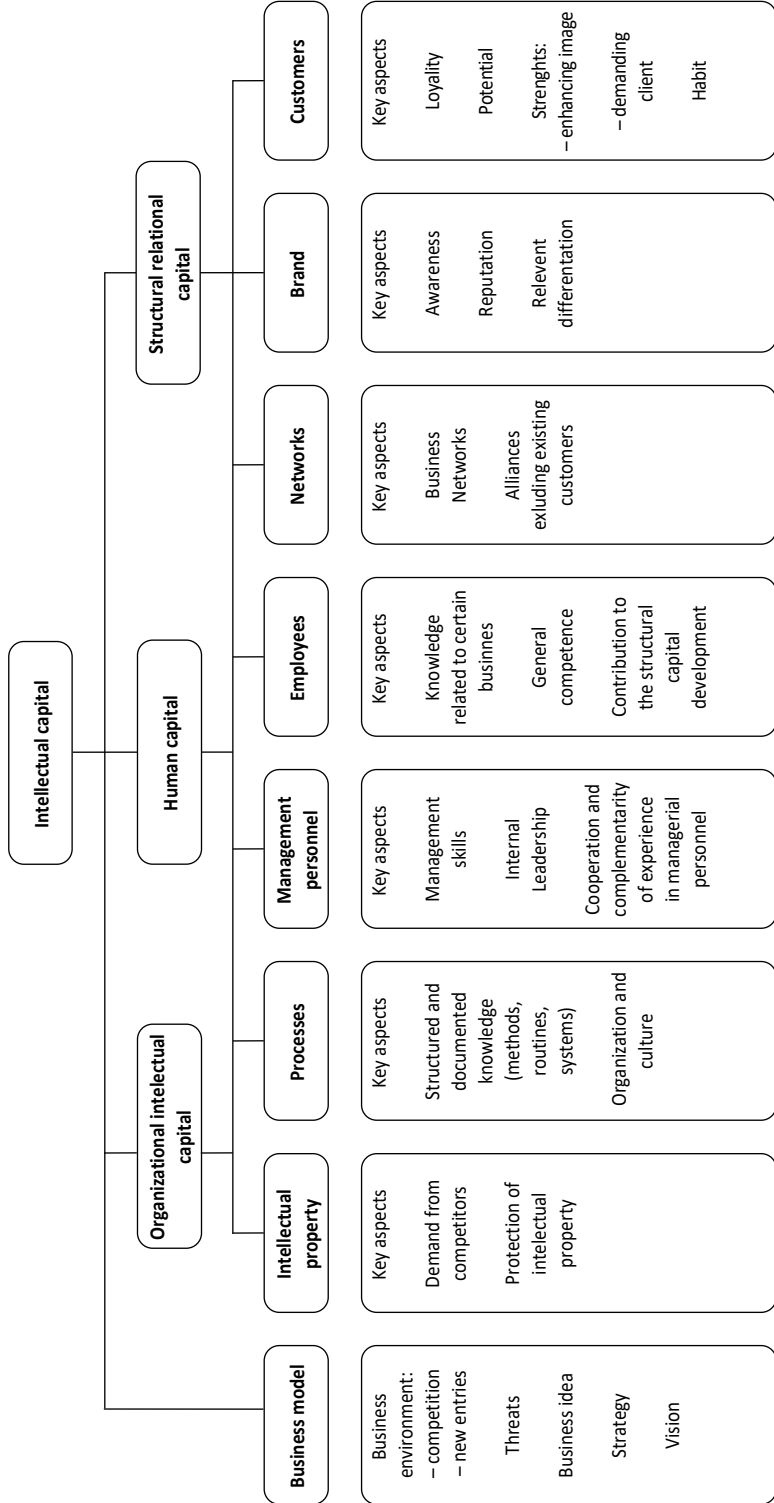 Intellectual capital
Organizational intelectual
capital
Human capital
Structural relational
capital
Business model
Intellectual
property
Processes
Management
personnel
Employees
Networks
Brand
Customers
Business
environment:
– competition
– new entries
Threats
Business idea
Strategy
Vision
Key aspects
Demand from
competitors
Protection of
intelectual
property
Key aspects
Structured and
documented
knowledge
(methods,
routines,
systems)
Organization and
culture
Key aspects
Management
skills
Internal
Leadership
Cooperation and
complementarity
of experience
in managerial
personnel
Key aspects
Knowledge
related to certain
businnes
General
competence
Contribution to
the structural
capital
development
Key aspects
Business
Networks
Alliances
exluding existing
customers
Key aspects
Awareness
Reputation
Relevent
differentation
Key aspects
Loyality
Potential
Strenghts:
– enhancing image
– demanding
client
Habit